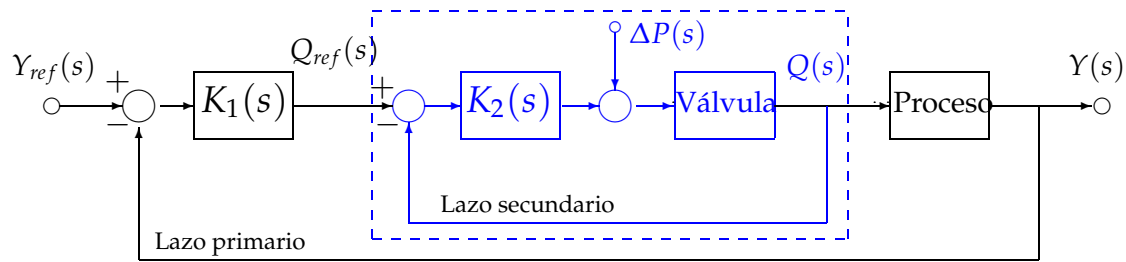 Y_ref(s)
+
−
K_1(s)
Q_ref(s)
+
−
K_2(s)
ΔP(s)
Válvula
Q(s)
Proceso
Y(s)
Lazo secundario
Lazo primario